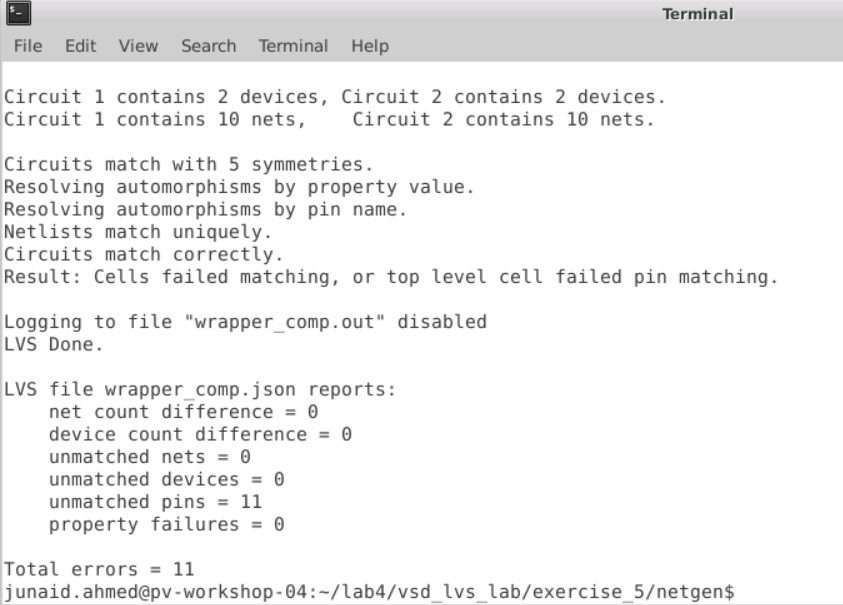 Terminal
File Edit View Search Terminal Help
Circuit 1 contains 2 devices, Circuit 2 contains 2 devices.
Circuit 1 contains 10 nets,    Circuit 2 contains 10 nets.
Circuits match with 5 symmetries.
Resolving automorphisms by property value.
Resolving automorphisms by pin name.
Netlists match uniquely.
Circuits match correctly.
Result: Cells failed matching, or top level cell failed pin matching.
Logging to file "wrapper_comp.out" disabled
LVS Done.
LVS file wrapper_comp.json reports:
    net count difference = 0
    device count difference = 0
    unmatched nets = 0
    unmatched devices = 0
    unmatched pins = 11
    property failures = 0
Total errors = 11
junaid.ahmed@pv-workshop-04:~/lab4/vsd_lvs_lab/exercise_5/netgen$